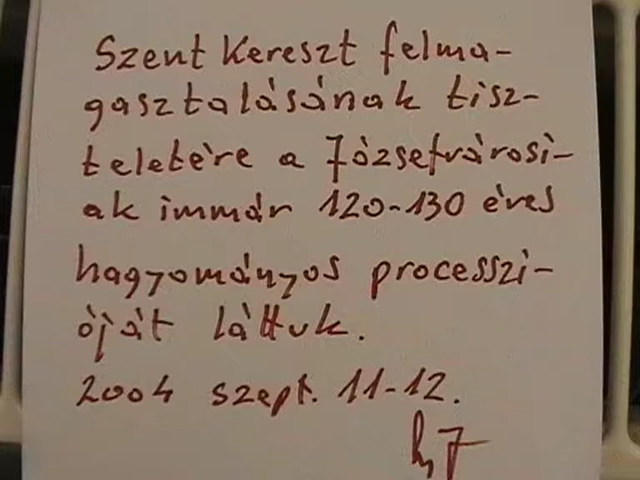 Szent Kereszt felma-
gasztalásának tisz-
teletére a Józsefvárosi-
ak immár 120-130 éves
hagyományos processzi-
óját láttuk.
2004 szept. 11-12.